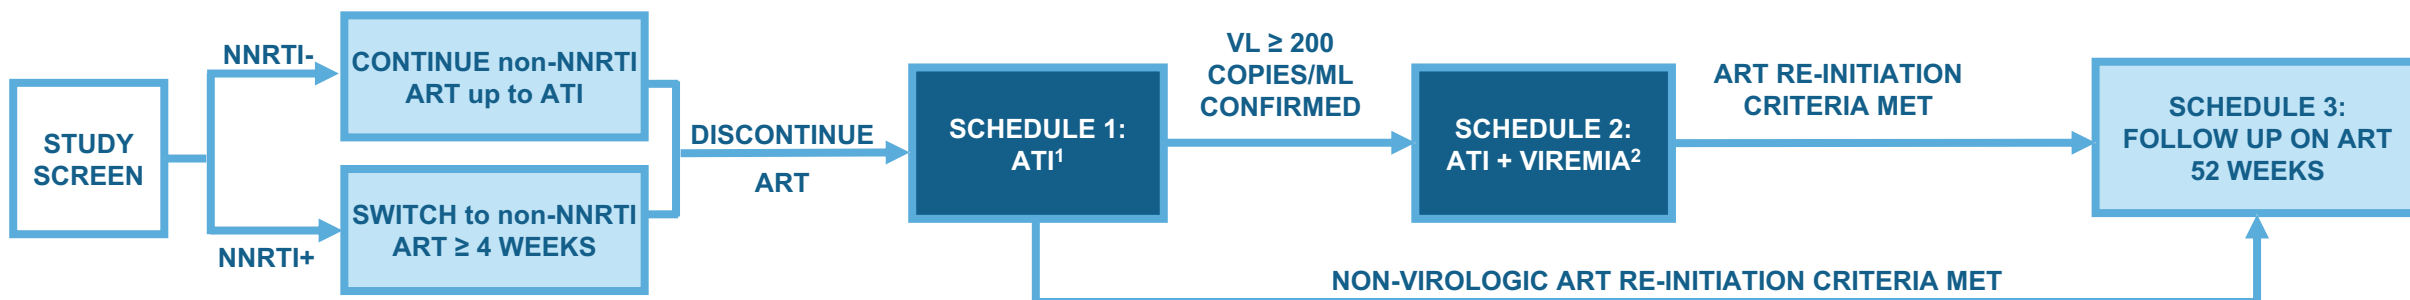 STUDY
SCREEN
NNRTI-
CONTINUE non-NNRTI
ART up to ATI
NNRTI+
SWITCH to non-NNRTI
ART ≥ 4 WEEKS
DISCONTINUE
ART
SCHEDULE 1:
ATI¹
VL ≥ 200
COPIES/ML
CONFIRMED
SCHEDULE 2:
ATI + VIREMIA²
ART RE-INITIATION
CRITERIA MET
SCHEDULE 3:
FOLLOW UP ON ART
52 WEEKS
NON-VIROLOGIC ART RE-INITIATION CRITERIA MET